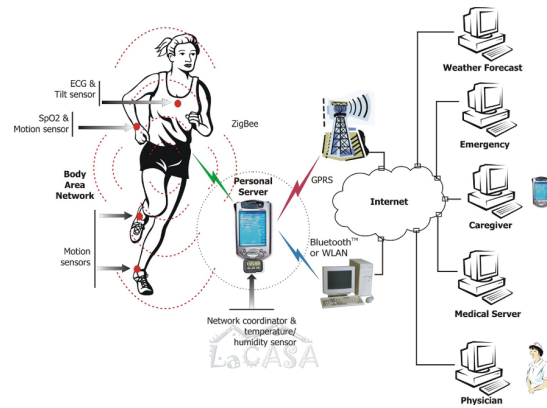 ECG &
Tilt sensor
SpO2 &
Motion sensor
ZigBee
Body
Area
Network
Motion
sensors
Personal
Server
GPRS
Bluetooth™
or WLAN
Network coordinator &
temperature/
humidity sensor
LaCASA
Internet
Weather Forecast
Emergency
Caregiver
Medical Server
Physician